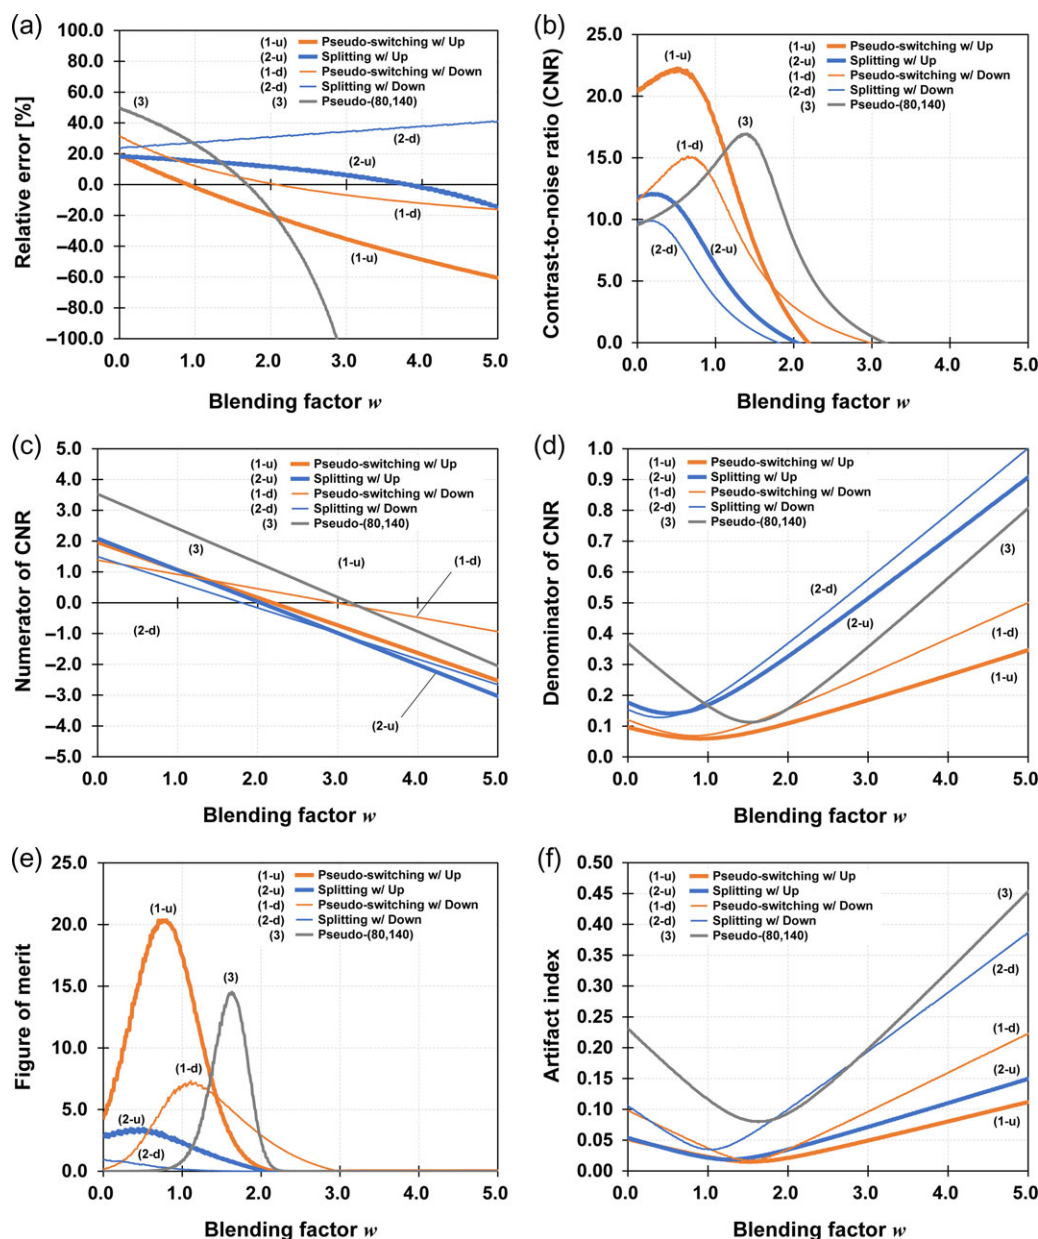 (a)
100.0
80.0
60.0
40.0
20.0
0.0
−20.0
−40.0
−60.0
−80.0
−100.0
Relative error [%]
(1-u) Pseudo-switching w/ Up
(2-u) Splitting w/ Up
(1-d) Pseudo-switching w/ Down
(2-d) Splitting w/ Down
(3) Pseudo-(80,140)
(3)
(2-d)
(2-u)
(1-d)
(1-u)
0.0 1.0 2.0 3.0 4.0 5.0
Blending factor w
(b)
25.0
20.0
15.0
10.0
5.0
0.0
Contrast-to-noise ratio (CNR)
(1-u) Pseudo-switching w/ Up
(2-u) Splitting w/ Up
(1-d) Pseudo-switching w/ Down
(2-d) Splitting w/ Down
(3) Pseudo-(80,140)
(1-u)
(3)
(1-d)
(2-d)
(2-u)
0.0 1.0 2.0 3.0 4.0 5.0
Blending factor w
(c)
5.0
4.0
3.0
2.0
1.0
0.0
−1.0
−2.0
−3.0
−4.0
−5.0
Numerator of CNR
(1-u) Pseudo-switching w/ Up
(2-u) Splitting w/ Up
(1-d) Pseudo-switching w/ Down
(2-d) Splitting w/ Down
(3) Pseudo-(80,140)
(3)
(1-u)
(1-d)
(2-d)
(2-u)
0.0 1.0 2.0 3.0 4.0 5.0
Blending factor w
(d)
1.0
0.9
0.8
0.7
0.6
0.5
0.4
0.3
0.2
0.1
0.0
Denominator of CNR
(1-u) Pseudo-switching w/ Up
(2-u) Splitting w/ Up
(1-d) Pseudo-switching w/ Down
(2-d) Splitting w/ Down
(3) Pseudo-(80,140)
(3)
(2-d)
(2-u)
(1-d)
(1-u)
0.0 1.0 2.0 3.0 4.0 5.0
Blending factor w
(e)
25.0
20.0
15.0
10.0
5.0
0.0
Figure of merit
(1-u) Pseudo-switching w/ Up
(2-u) Splitting w/ Up
(1-d) Pseudo-switching w/ Down
(2-d) Splitting w/ Down
(3) Pseudo-(80,140)
(1-u)
(3)
(1-d)
(2-u)
(2-d)
0.0 1.0 2.0 3.0 4.0 5.0
Blending factor w
(f)
0.50
0.45
0.40
0.35
0.30
0.25
0.20
0.15
0.10
0.05
0.00
Artifact index
(1-u) Pseudo-switching w/ Up
(2-u) Splitting w/ Up
(1-d) Pseudo-switching w/ Down
(2-d) Splitting w/ Down
(3) Pseudo-(80,140)
(3)
(2-d)
(1-d)
(2-u)
(1-u)
0.0 1.0 2.0 3.0 4.0 5.0
Blending factor w